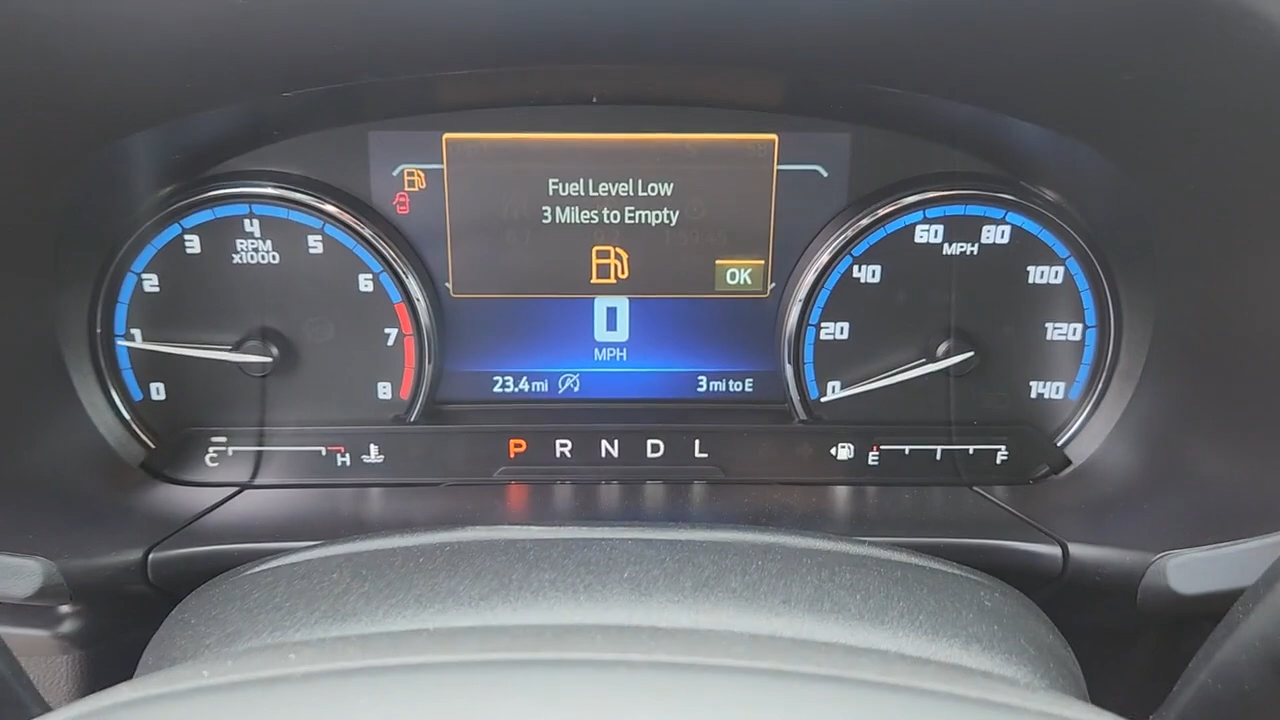 Fuel Level Low
3 Miles to Empty
OK
0
MPH
23.4 mi
3 mi to E
0
1
2
3
4
5
6
7
8
RPM
x1000
0
20
40
60
80
100
120
140
MPH
C
H
P R N D L
E
F